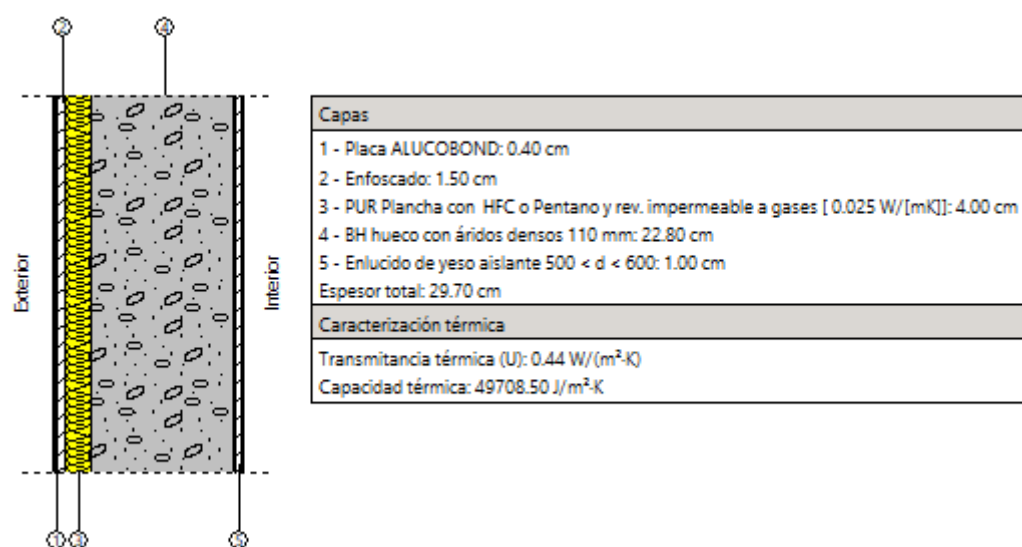 2 4
Exterior
Interior
1 3 5
Capas
1 - Placa ALUCOBOND: 0.40 cm
2 - Enfoscado: 1.50 cm
3 - PUR Plancha con HFC o Pentano y rev. impermeable a gases [ 0.025 W/[mK]]: 4.00 cm
4 - BH hueco con áridos densos 110 mm: 22.80 cm
5 - Enlucido de yeso aislante 500 < d < 600: 1.00 cm
Espesor total: 29.70 cm
Caracterización térmica
Transmitancia térmica (U): 0.44 W/(m²·K)
Capacidad térmica: 49708.50 J/m²·K